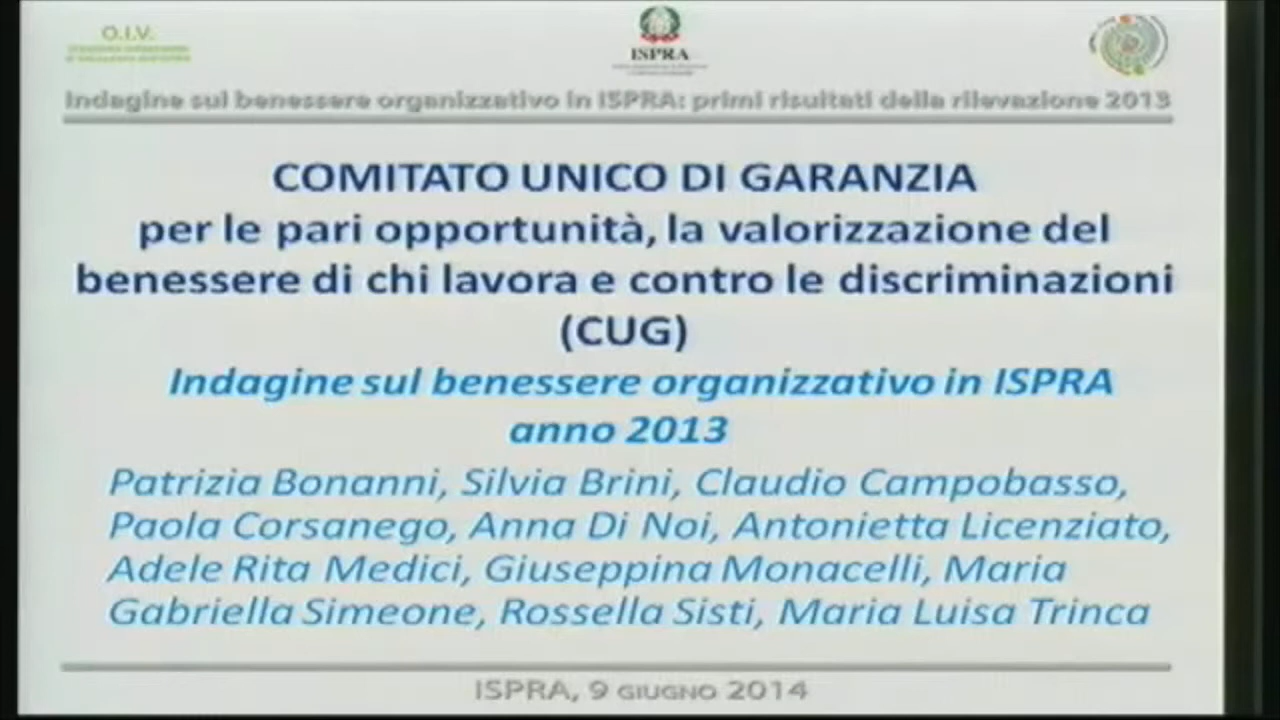 O.I.V.
ISPRA
Indagine sul benessere organizzativo in ISPRA: primi risultati della rilevazione 2013
COMITATO UNICO DI GARANZIA
per le pari opportunità, la valorizzazione del
benessere di chi lavora e contro le discriminazioni
(CUG)
Indagine sul benessere organizzativo in ISPRA
anno 2013
Patrizia Bonanni, Silvia Brini, Claudio Campobasso,
Paola Corsanego, Anna Di Noi, Antonietta Licenziato,
Adele Rita Medici, Giuseppina Monacelli, Maria
Gabriella Simeone, Rossella Sisti, Maria Luisa Trinca
ISPRA, 9 GIUGNO 2014